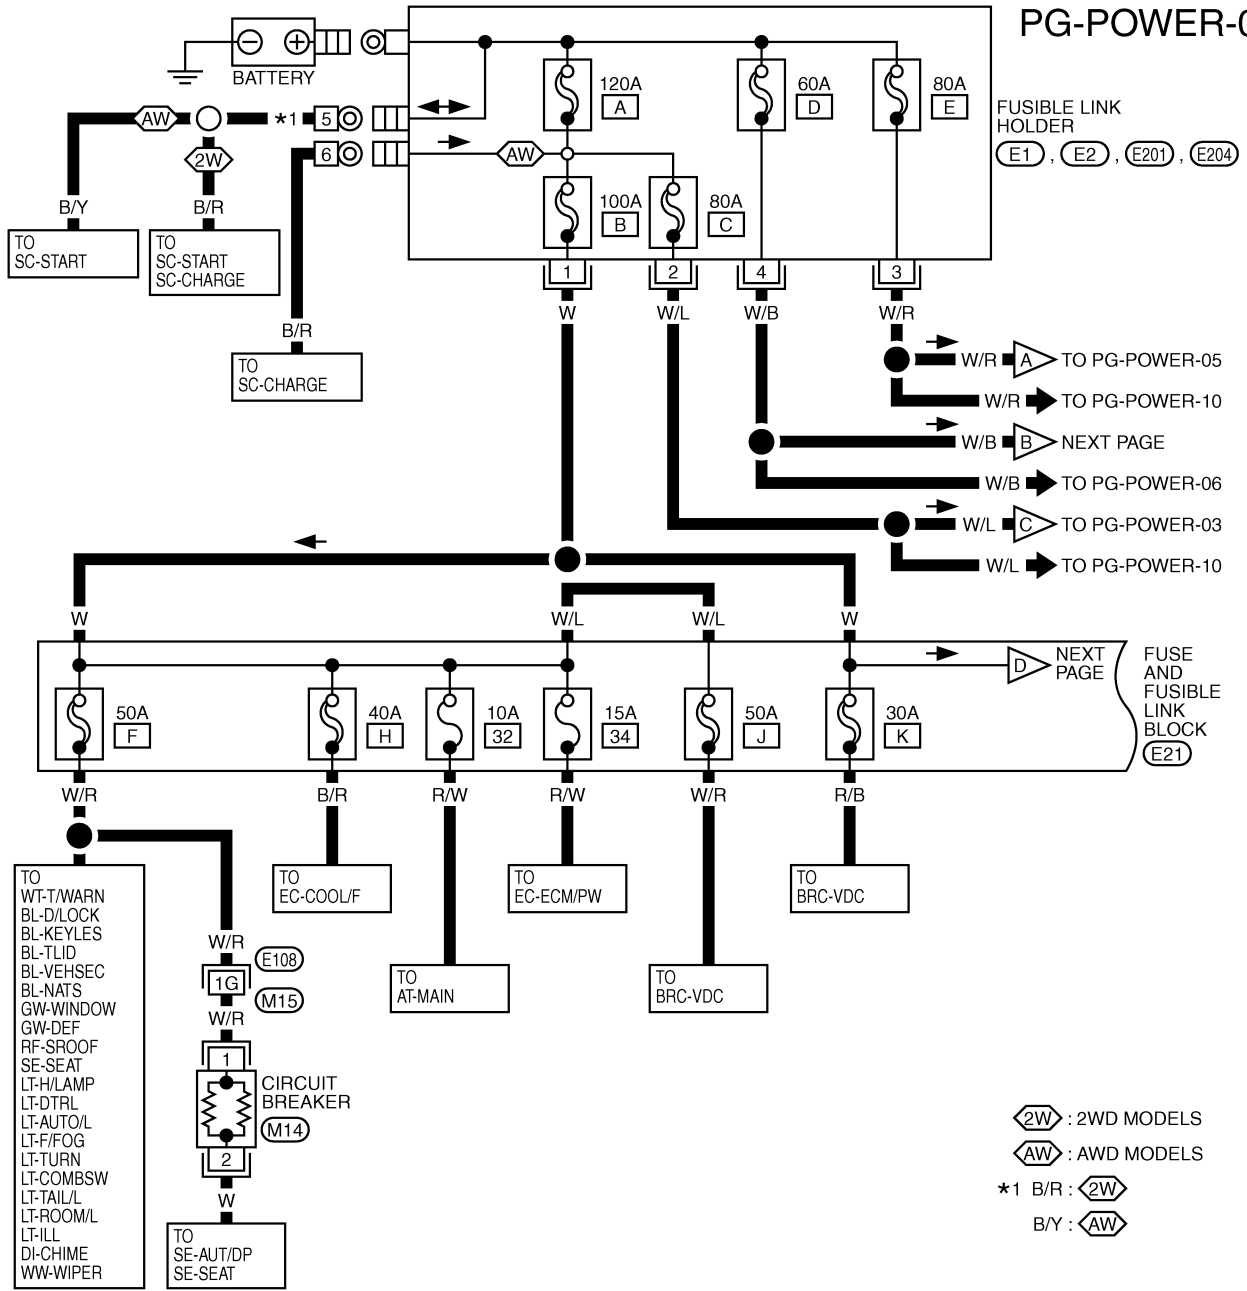 PG-POWER-0
BATTERY
120A
A
60A
D
80A
E
FUSIBLE LINK
HOLDER
E1 , E2 , E201 , E204
AW
*1
5
2W
6
AW
100A
B
80A
C
B/Y
B/R
TO
SC-START
TO
SC-START
SC-CHARGE
1
2
4
3
W
W/L
W/B
W/R
B/R
TO
SC-CHARGE
W/R
A
TO PG-POWER-05
W/R
TO PG-POWER-10
W/B
B
NEXT PAGE
W/B
TO PG-POWER-06
W/L
C
TO PG-POWER-03
W/L
TO PG-POWER-10
W
W/L
W/L
W
D
NEXT
PAGE
FUSE
AND
FUSIBLE
LINK
BLOCK
E21
50A
F
40A
H
10A
32
15A
34
50A
J
30A
K
W/R
B/R
R/W
R/W
W/R
R/B
TO
WT-T/WARN
BL-D/LOCK
BL-KEYLES
BL-TLID
BL-VEHSEC
BL-NATS
GW-WINDOW
GW-DEF
RF-SROOF
SE-SEAT
LT-H/LAMP
LT-DTRL
LT-AUTO/L
LT-F/FOG
LT-TURN
LT-COMBSW
LT-TAIL/L
LT-ROOM/L
LT-ILL
DI-CHIME
WW-WIPER
TO
EC-COOL/F
TO
EC-ECM/PW
TO
BRC-VDC
W/R
E108
1G
M15
W/R
TO
AT-MAIN
TO
BRC-VDC
1
CIRCUIT
BREAKER
M14
2
W
TO
SE-AUT/DP
SE-SEAT
2W : 2WD MODELS
AW : AWD MODELS
*1 B/R : 2W
B/Y : AW